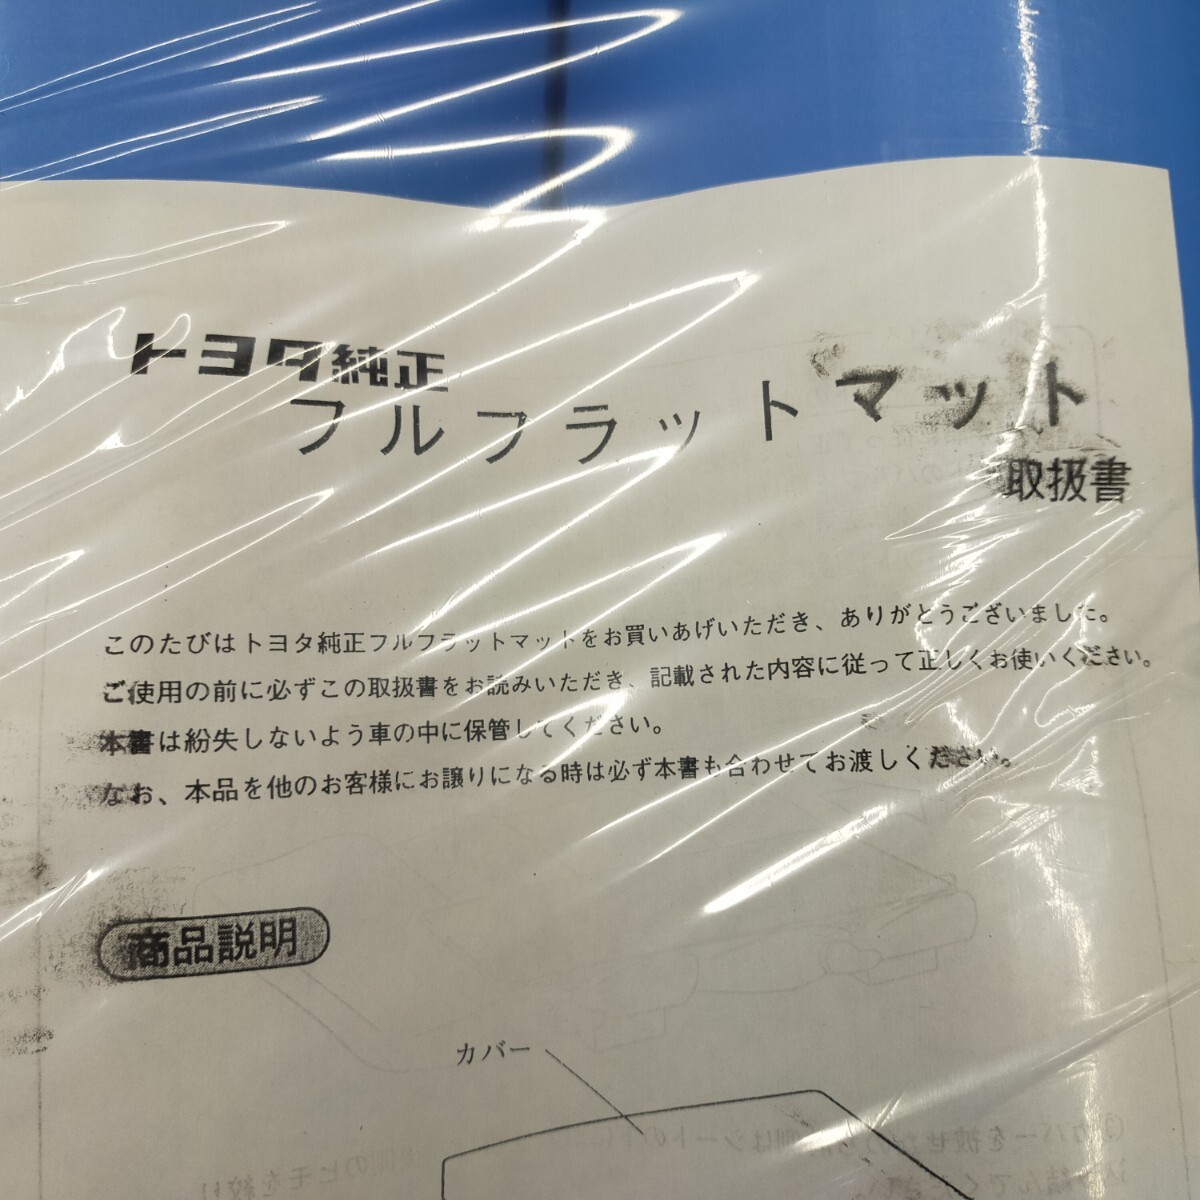 トヨタ純正
フルフラットマット
取扱書
このたびはトヨタ純正フルフラットマットをお買いあげいただき、ありがとうございました。
ご使用の前に必ずこの取扱書をお読みいただき、記載された内容に従って正しくお使いください。
本書は紛失しないよう車の中に保管してください。
なお、本品を他のお客様にお譲りになる時は必ず本書も合わせてお渡しください。
商品説明
カバー